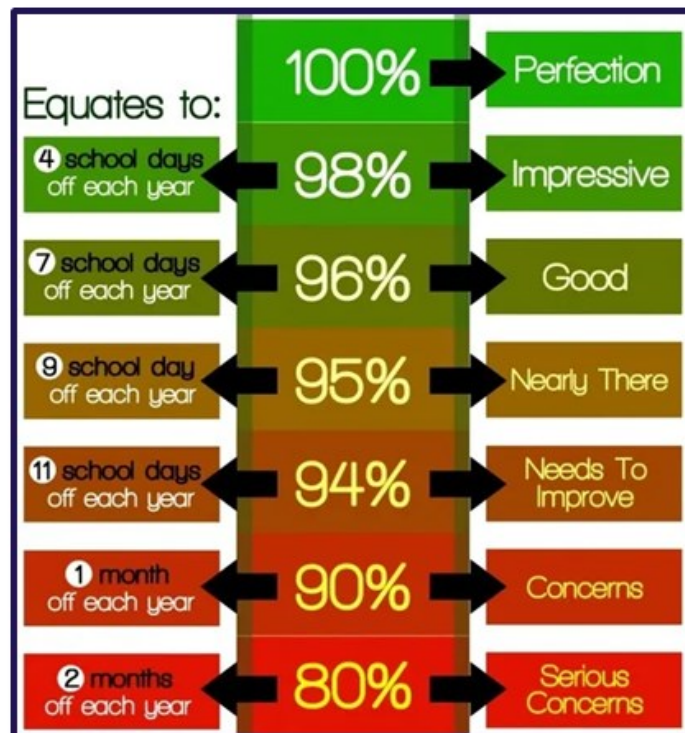 100%
Perfection
Equates to:
4 school days
off each year
98%
Impressive
7 school days
off each year
96%
Good
9 school day
off each year
95%
Nearly There
11 school days
off each year
94%
Needs To
Improve
1 month
off each year
90%
Concerns
2 months
off each year
80%
Serious
Concerns